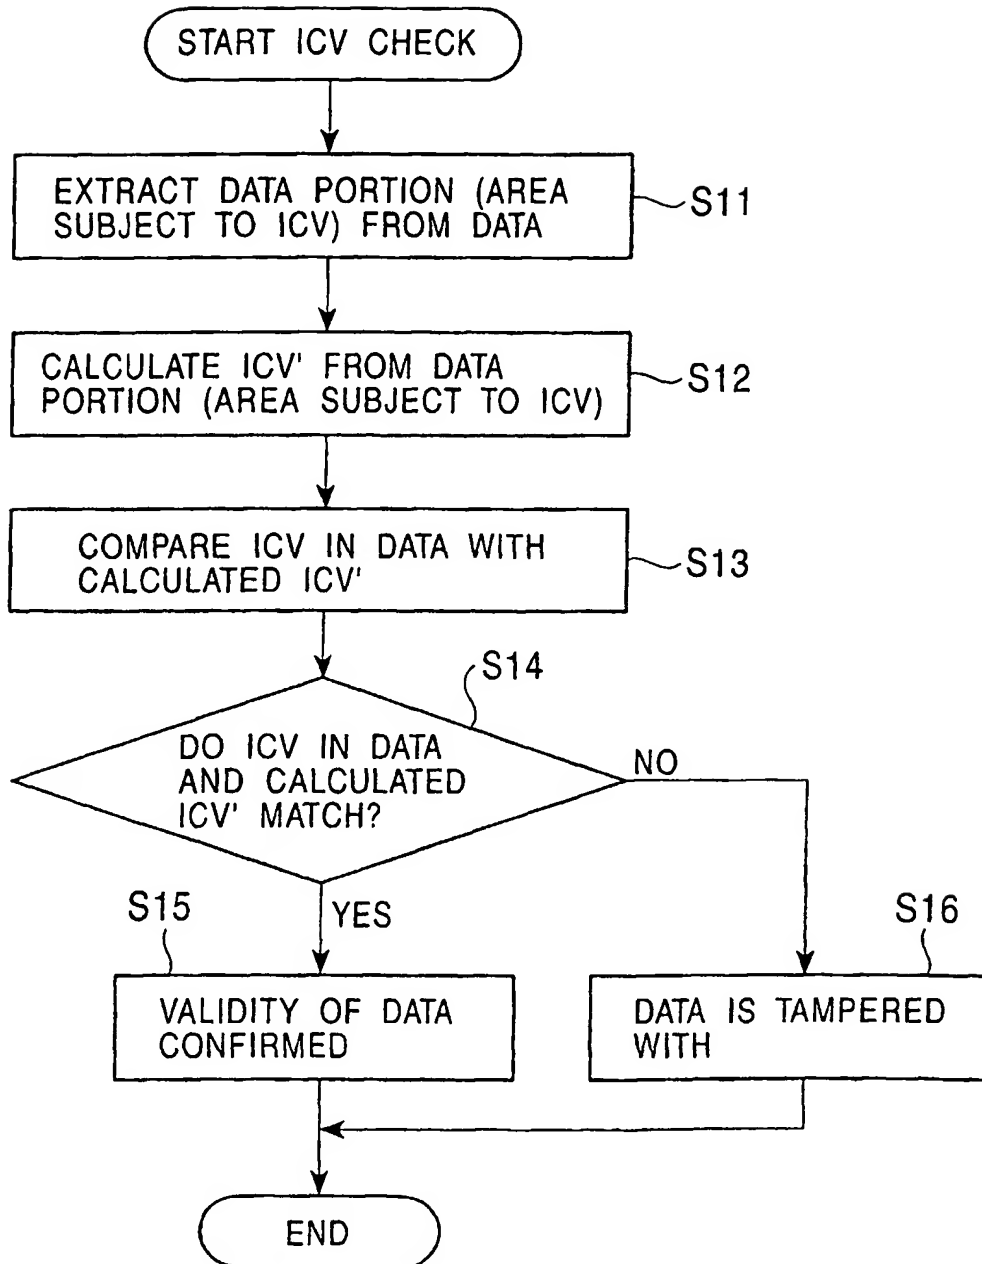 START ICV CHECK
EXTRACT DATA PORTION (AREA
SUBJECT TO ICV) FROM DATA
S11
CALCULATE ICV' FROM DATA
PORTION (AREA SUBJECT TO ICV)
S12
COMPARE ICV IN DATA WITH
CALCULATED ICV'
S13
S14
DO ICV IN DATA
AND CALCULATED
ICV' MATCH?
NO
YES
S15
VALIDITY OF DATA
CONFIRMED
S16
DATA IS TAMPERED
WITH
END